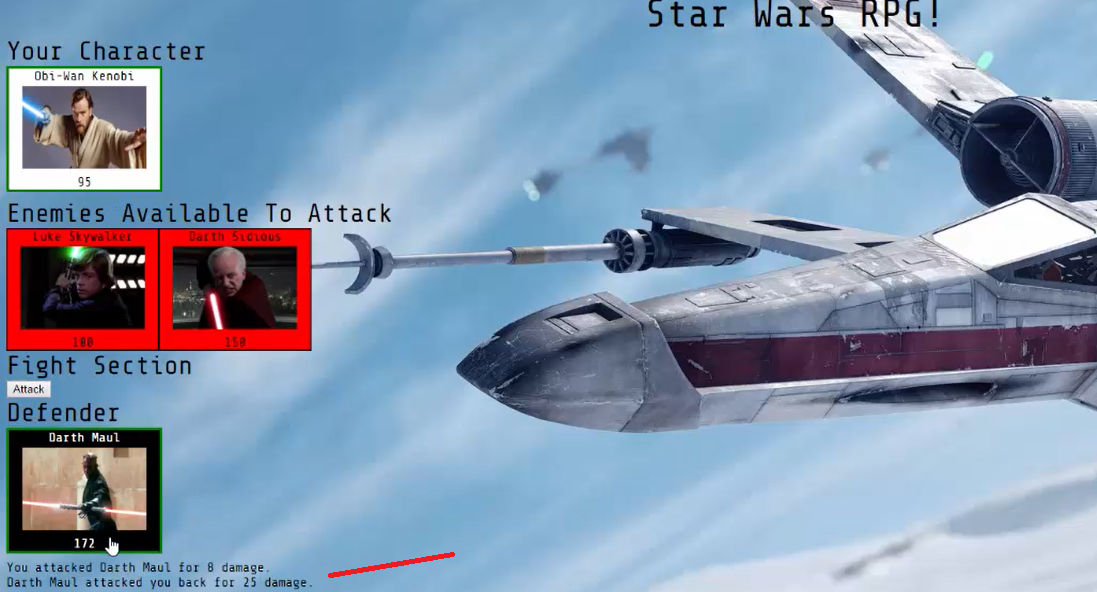 Star Wars RPG!
Your Character
Obi-Wan Kenobi
95
Enemies Available To Attack
Luke Skywalker
Darth Sidious
100
150
Fight Section
Attack
Defender
Darth Maul
172
You attacked Darth Maul for 8 damage.
Darth Maul attacked you back for 25 damage.